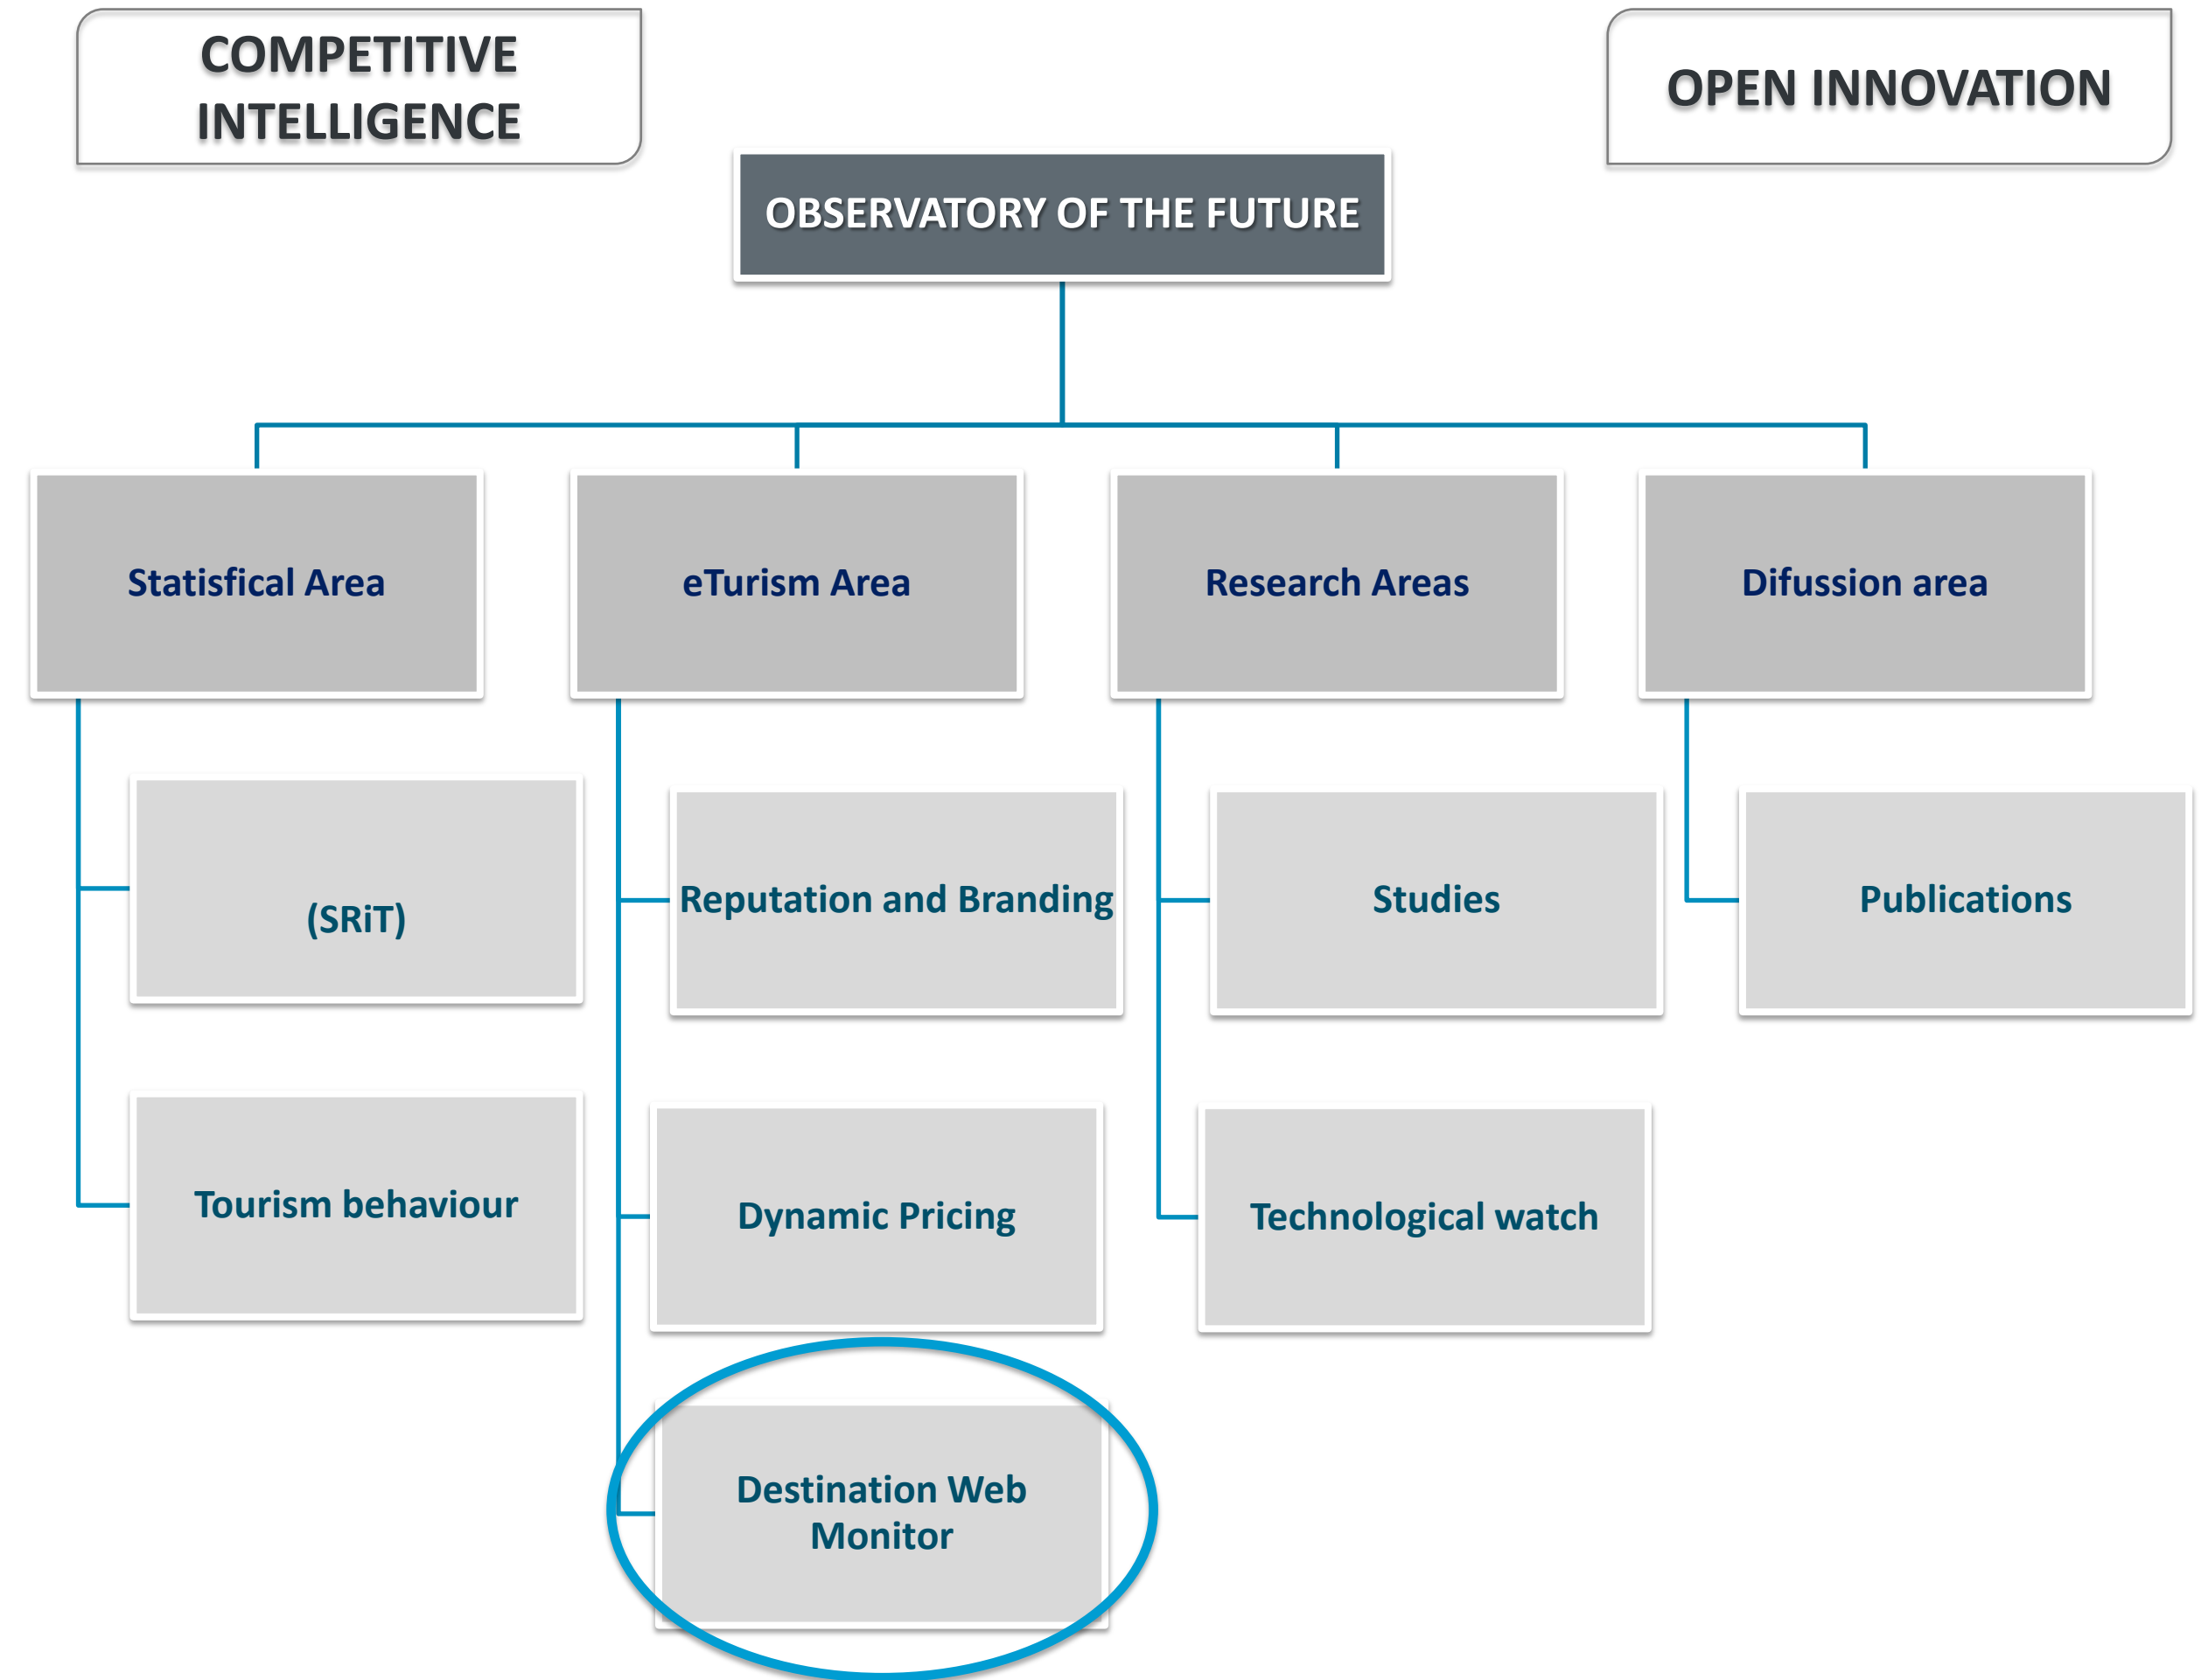 COMPETITIVE
INTELLIGENCE
OPEN INNOVATION
OBSERVATORY OF THE FUTURE
Statisfical Area
eTurism Area
Research Areas
Difussion area
(SRiT)
Reputation and Branding
Studies
Publications
Tourism behaviour
Dynamic Pricing
Technological watch
Destination Web
Monitor